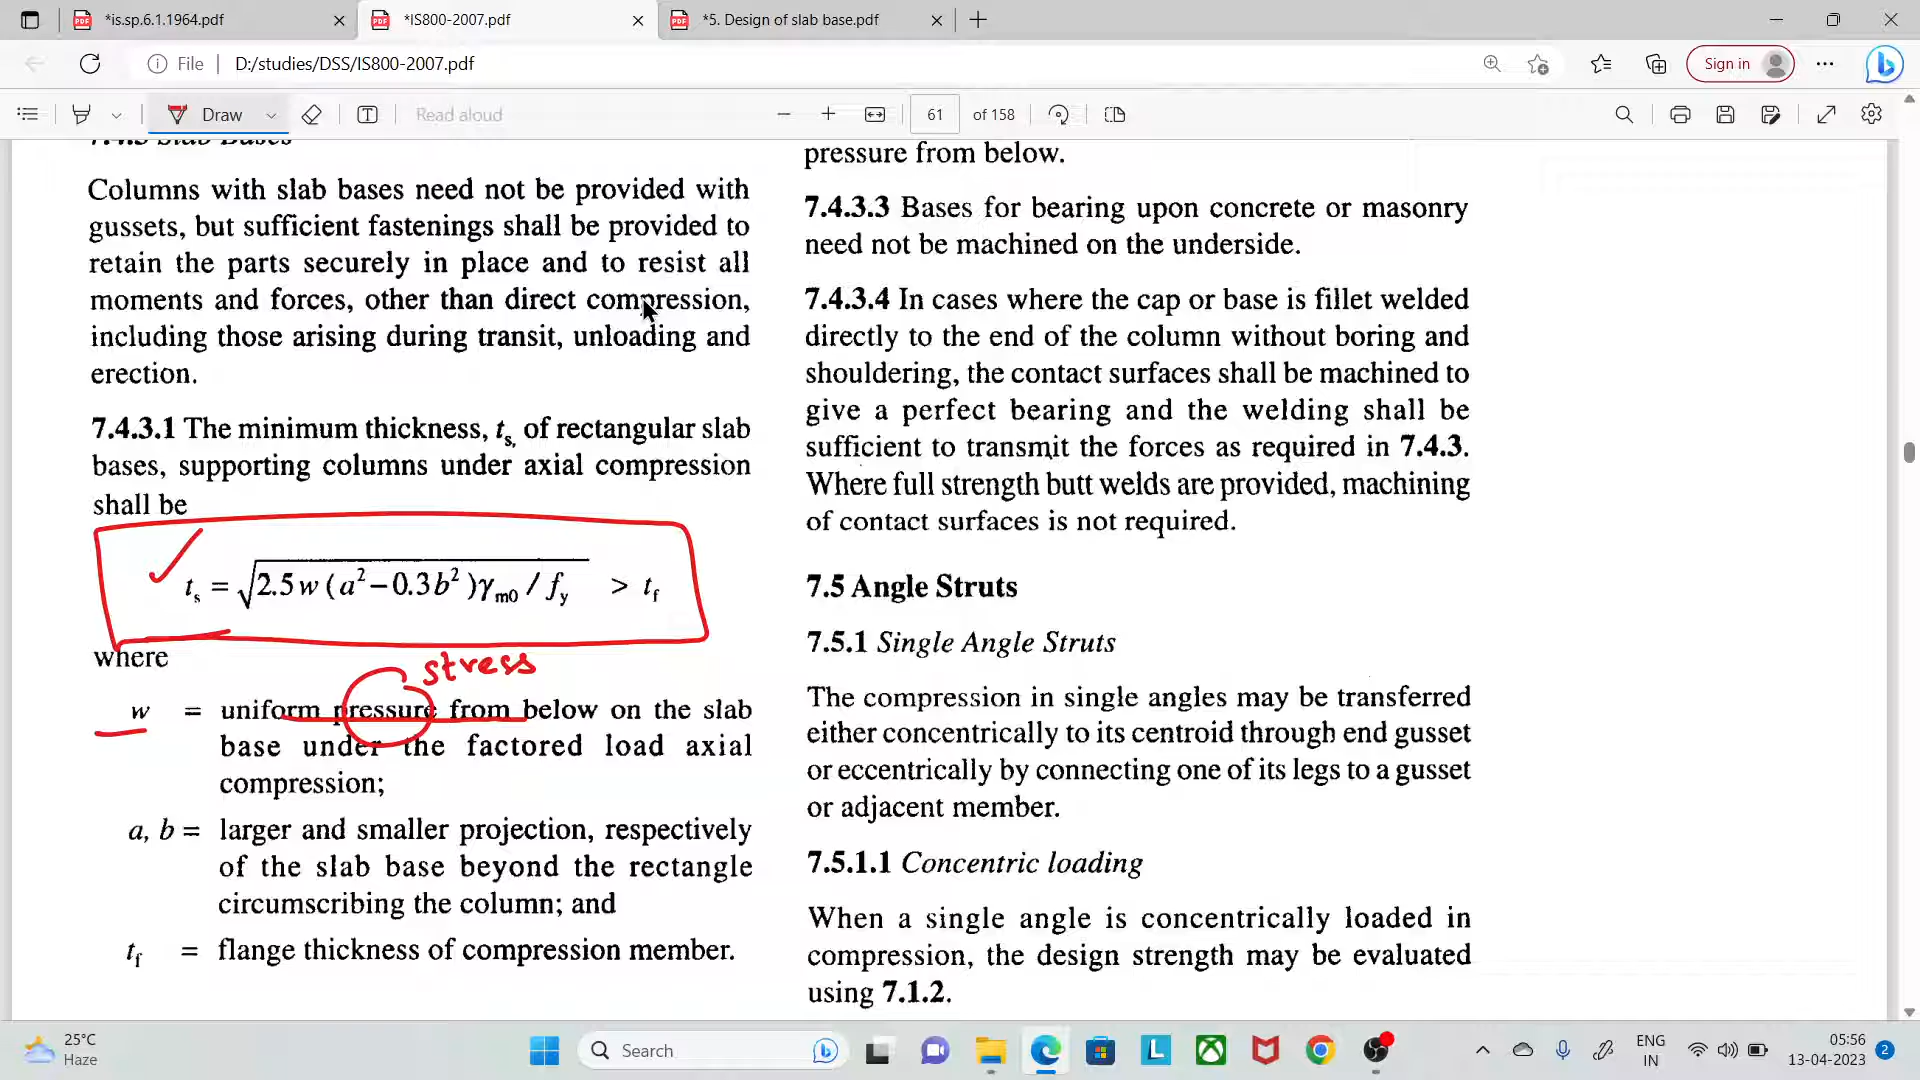 *is.sp.6.1.1964.pdf
*IS800-2007.pdf
*5. Design of slab base.pdf
File
D:/studies/DSS/IS800-2007.pdf
Sign in
Draw
Read aloud
61
of 158
7.4.3 Slab Bases
Columns with slab bases need not be provided with
gussets, but sufficient fastenings shall be provided to
retain the parts securely in place and to resist all
moments and forces, other than direct compression,
including those arising during transit, unloading and
erection.
7.4.3.1 The minimum thickness, tₛ, of rectangular slab
bases, supporting columns under axial compression
shall be
tₛ = √2.5 w (a² – 0.3 b²) γm0 / fy > tf
where
stress
w = uniform pressure from below on the slab
base under the factored load axial
compression;
a, b = larger and smaller projection, respectively
of the slab base beyond the rectangle
circumscribing the column; and
tf = flange thickness of compression member.
pressure from below.
7.4.3.3 Bases for bearing upon concrete or masonry
need not be machined on the underside.
7.4.3.4 In cases where the cap or base is fillet welded
directly to the end of the column without boring and
shouldering, the contact surfaces shall be machined to
give a perfect bearing and the welding shall be
sufficient to transmit the forces as required in 7.4.3.
Where full strength butt welds are provided, machining
of contact surfaces is not required.
7.5 Angle Struts
7.5.1 Single Angle Struts
The compression in single angles may be transferred
either concentrically to its centroid through end gusset
or eccentrically by connecting one of its legs to a gusset
or adjacent member.
7.5.1.1 Concentric loading
When a single angle is concentrically loaded in
compression, the design strength may be evaluated
using 7.1.2.
25°C
Haze
Search
ENG
IN
05:56
13-04-2023
2